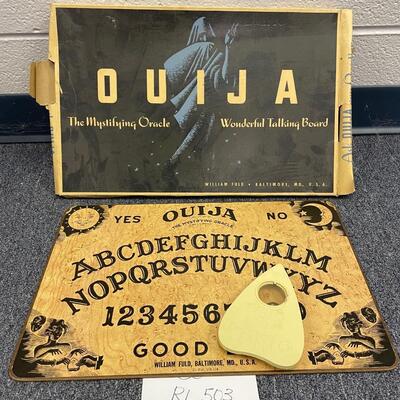 OUIJA
The Mystifying Oracle Wonderful Talking Board
WILLIAM FULD • BALTIMORE, MD., U.S.A.
YES OUIJA NO
THE MYSTIFYING ORACLE
ABCDEFGHIJKLM
NOPQRSTUVWXYZ
123456
GOOD
WILLIAM FULD, BALTIMORE, MD., U.S.A.
RL 503